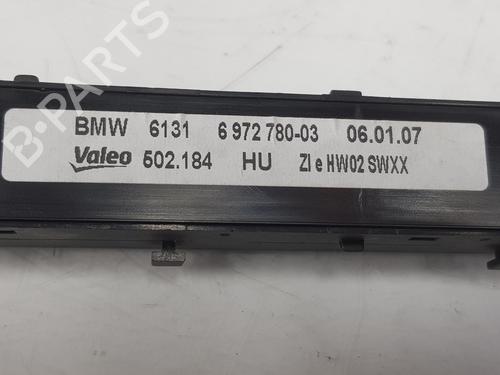 B-PARTS
BMW 6131 6 972 780-03 06.01.07
Valeo 502.184 HU ZI e HW02 SWXX